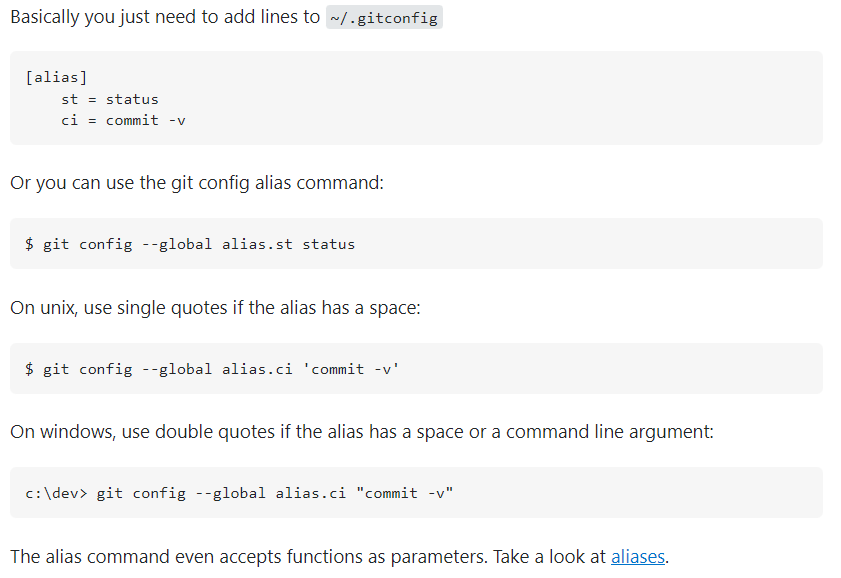 Basically you just need to add lines to ~/.gitconfig
[alias]
    st = status
    ci = commit -v
Or you can use the git config alias command:
$ git config --global alias.st status
On unix, use single quotes if the alias has a space:
$ git config --global alias.ci 'commit -v'
On windows, use double quotes if the alias has a space or a command line argument:
c:\dev> git config --global alias.ci "commit -v"
The alias command even accepts functions as parameters. Take a look at aliases.